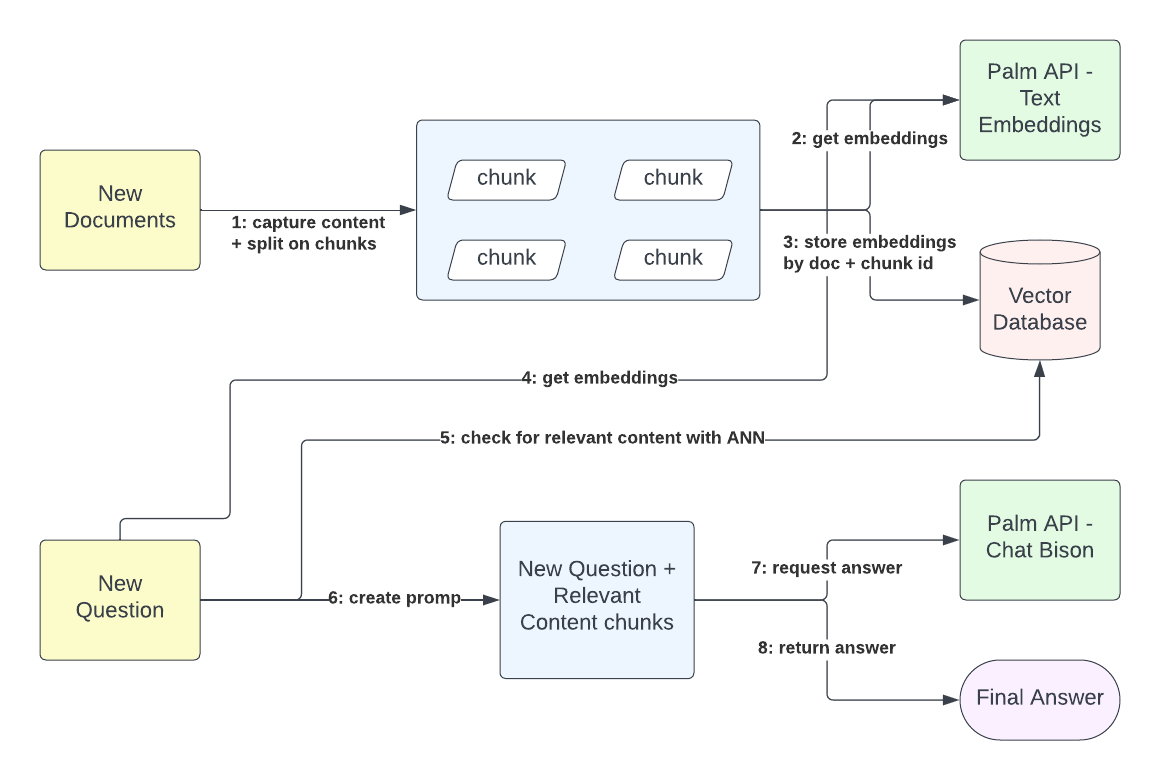 Palm API -
Text
Embeddings
2: get embeddings
chunk
chunk
New
Documents
1: capture content
+ split on chunks
chunk
chunk
3: store embeddings
by doc + chunk id
Vector
Database
4: get embeddings
5: check for relevant content with ANN
Palm API -
Chat Bison
New
Question
6: create promp
New Question +
Relevant
Content chunks
7: request answer
8: return answer
Final Answer